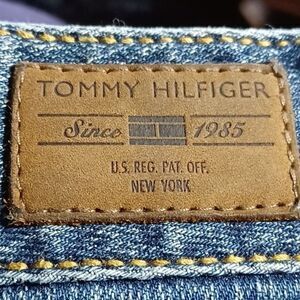 TOMMY HILFIGER
Since 1985
U.S. REG. PAT. OFF.
NEW YORK